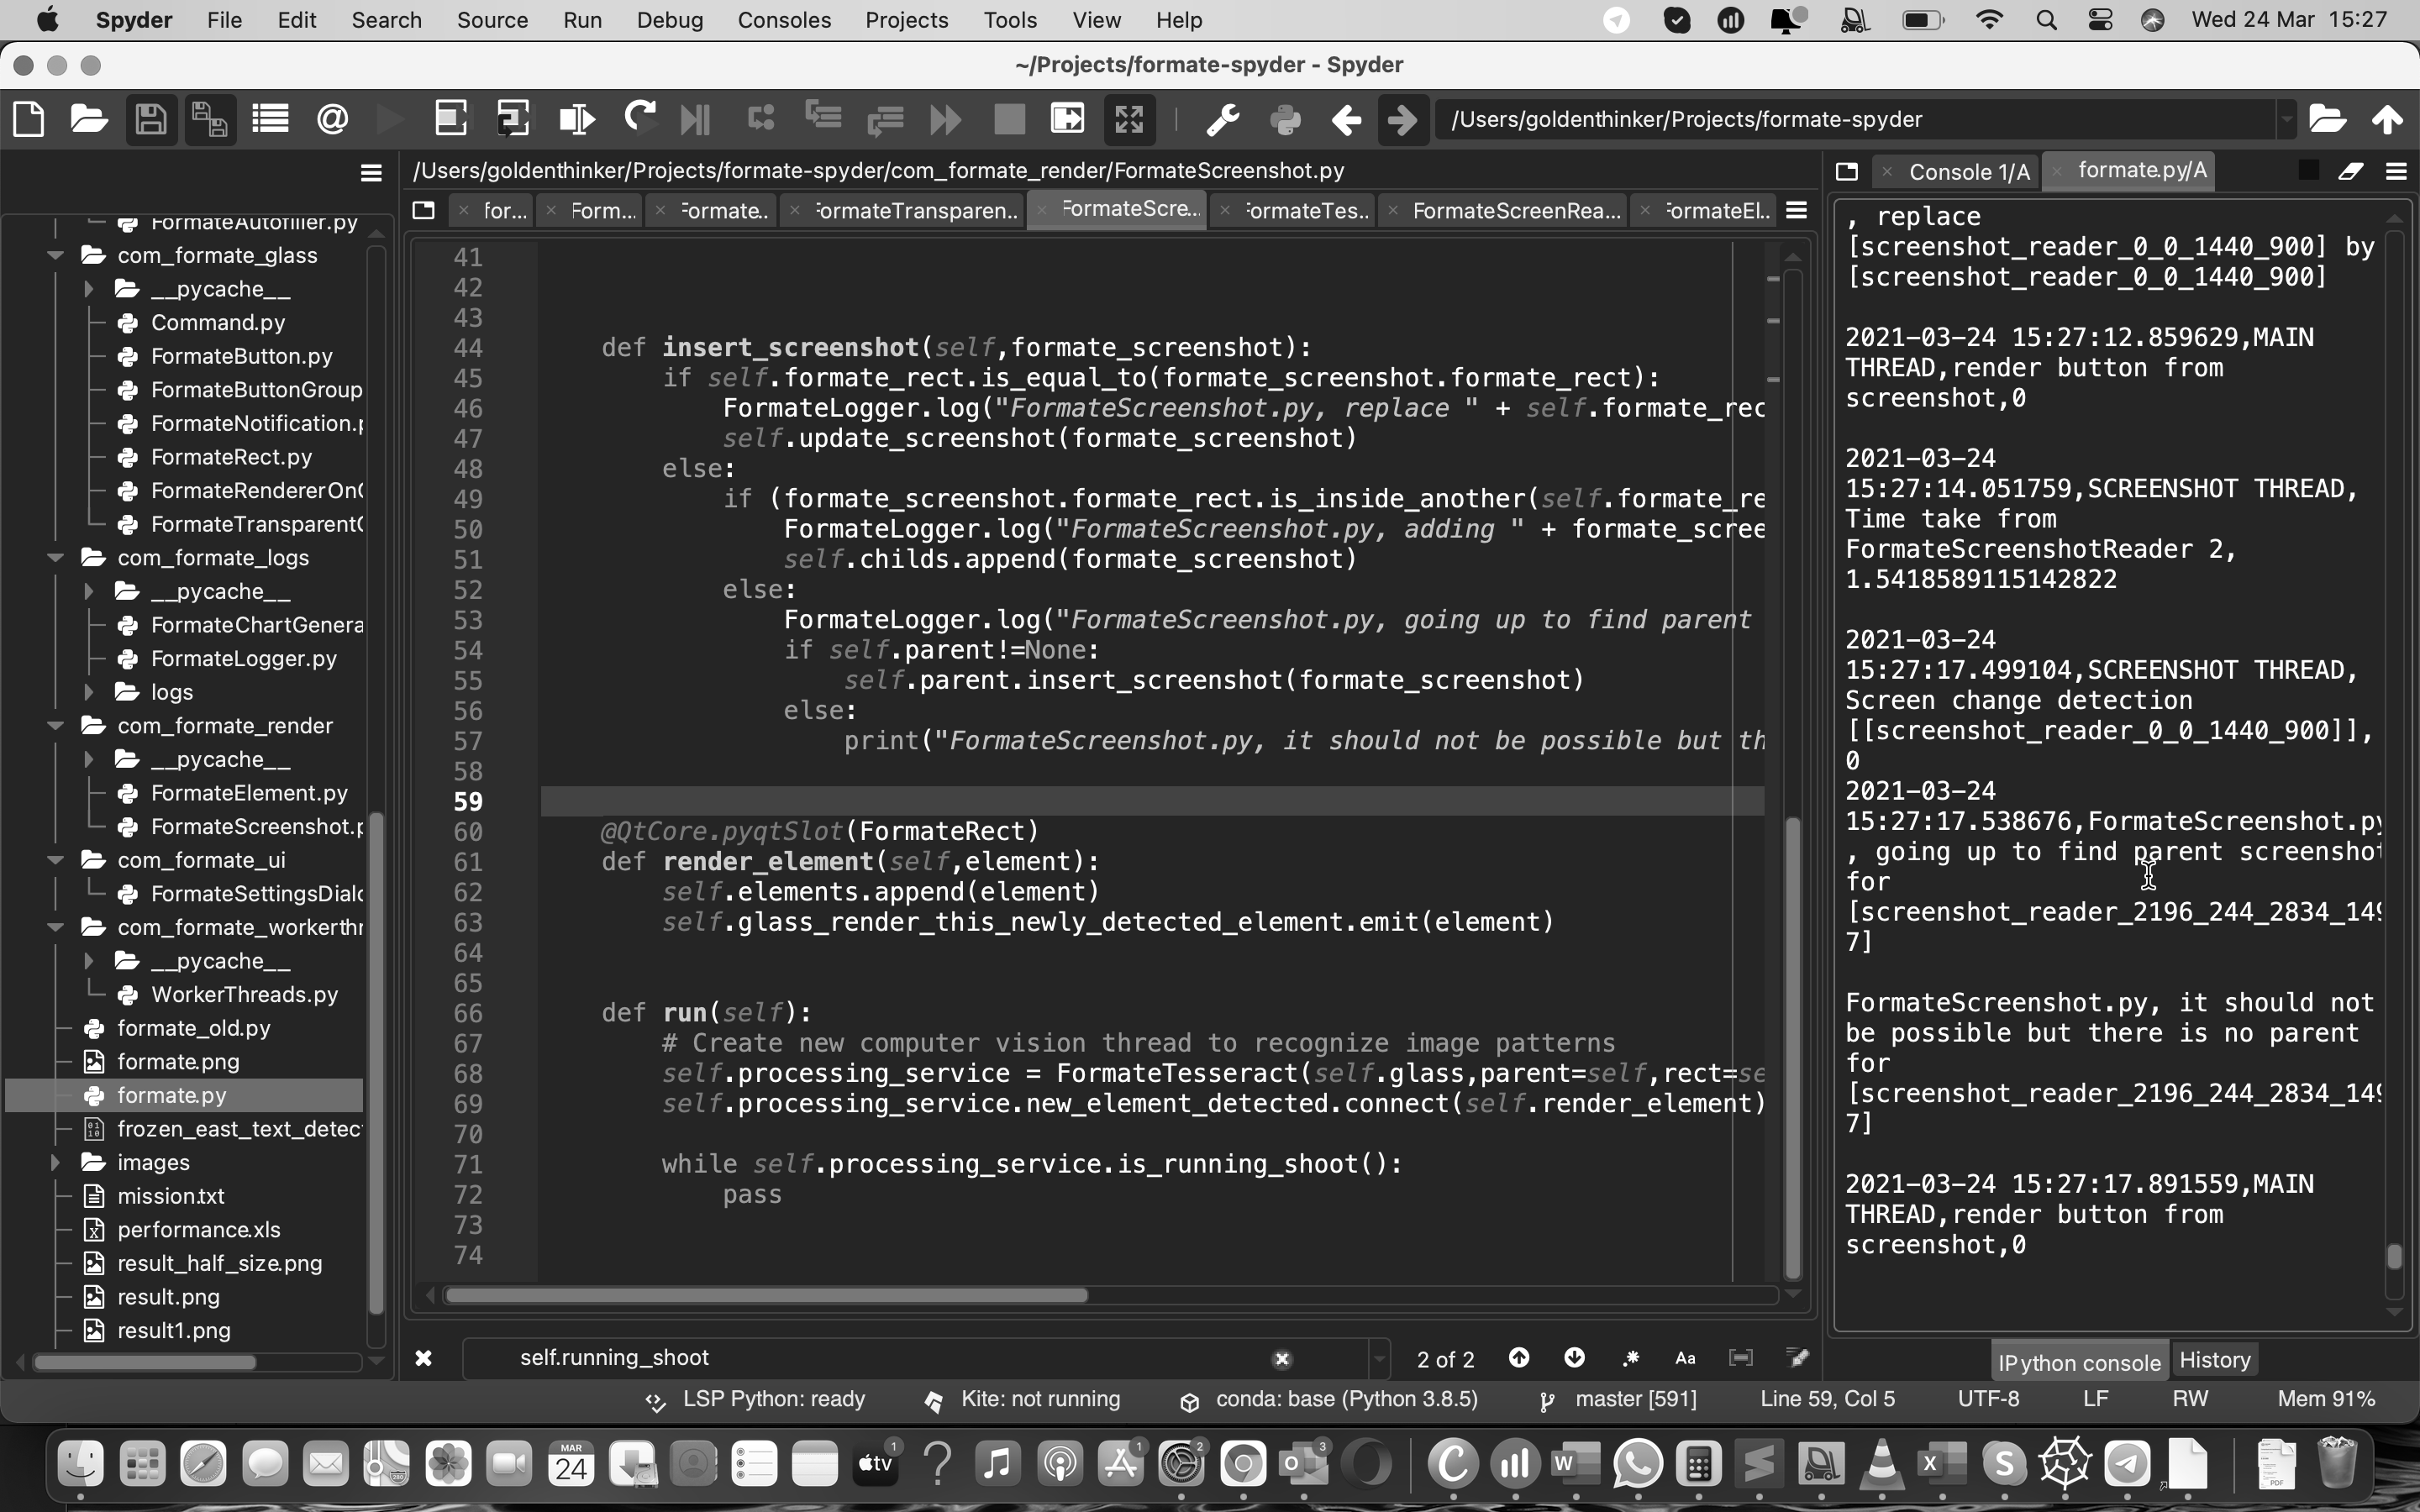 Spyder File Edit Search Source Run Debug Consoles Projects Tools View Help Wed 24 Mar 15:27
~/Projects/formate-spyder - Spyder
/Users/goldenthinker/Projects/formate-spyder
FormateAutofiller.py
com_formate_glass
__pycache__
Command.py
FormateButton.py
FormateButtonGroup
FormateNotification.p
FormateRect.py
FormateRendererOn
FormateTransparent
com_formate_logs
__pycache__
FormateChartGenera
FormateLogger.py
logs
com_formate_render
__pycache__
FormateElement.py
FormateScreenshot.p
com_formate_ui
FormateSettingsDialo
com_formate_workerthr
__pycache__
WorkerThreads.py
formate_old.py
formate.png
formate.py
frozen_east_text_detec
images
mission.txt
performance.xls
result_half_size.png
result.png
result1.png
/Users/goldenthinker/Projects/formate-spyder/com_formate_render/FormateScreenshot.py
for... Form... Formate.. FormateTransparen.. FormateScre... FormateTes.. FormateScreenRea... FormateEl..
41
42
43
44 def insert_screenshot(self,formate_screenshot):
45 if self.formate_rect.is_equal_to(formate_screenshot.formate_rect):
46 FormateLogger.log("FormateScreenshot.py, replace " + self.formate_rec
47 self.update_screenshot(formate_screenshot)
48 else:
49 if (formate_screenshot.formate_rect.is_inside_another(self.formate_re
50 FormateLogger.log("FormateScreenshot.py, adding " + formate_scree
51 self.childs.append(formate_screenshot)
52 else:
53 FormateLogger.log("FormateScreenshot.py, going up to find parent
54 if self.parent!=None:
55 self.parent.insert_screenshot(formate_screenshot)
56 else:
57 print("FormateScreenshot.py, it should not be possible but th
58
59
60 @QtCore.pyqtSlot(FormateRect)
61 def render_element(self,element):
62 self.elements.append(element)
63 self.glass_render_this_newly_detected_element.emit(element)
64
65
66 def run(self):
67 # Create new computer vision thread to recognize image patterns
68 self.processing_service = FormateTesseract(self.glass,parent=self,rect=se
69 self.processing_service.new_element_detected.connect(self.render_element)
70
71 while self.processing_service.is_running_shoot():
72 pass
73
74
self.running_shoot 2 of 2 Aa
Console 1/A formate.py/A
, replace
[screenshot_reader_0_0_1440_900] by
[screenshot_reader_0_0_1440_900]
2021-03-24 15:27:12.859629,MAIN
THREAD,render button from
screenshot,0
2021-03-24
15:27:14.051759,SCREENSHOT THREAD,
Time take from
FormateScreenshotReader 2,
1.5418589115142822
2021-03-24
15:27:17.499104,SCREENSHOT THREAD,
Screen change detection
[[screenshot_reader_0_0_1440_900]],
0
2021-03-24
15:27:17.538676,FormateScreenshot.py
, going up to find parent screenshot
for
[screenshot_reader_2196_244_2834_149
7]
FormateScreenshot.py, it should not
be possible but there is no parent
for
[screenshot_reader_2196_244_2834_149
7]
2021-03-24 15:27:17.891559,MAIN
THREAD,render button from
screenshot,0
IPython console History
LSP Python: ready Kite: not running conda: base (Python 3.8.5) master [591] Line 59, Col 5 UTF-8 LF RW Mem 91%
MAR
24
tv
1
1
2
3
PDF